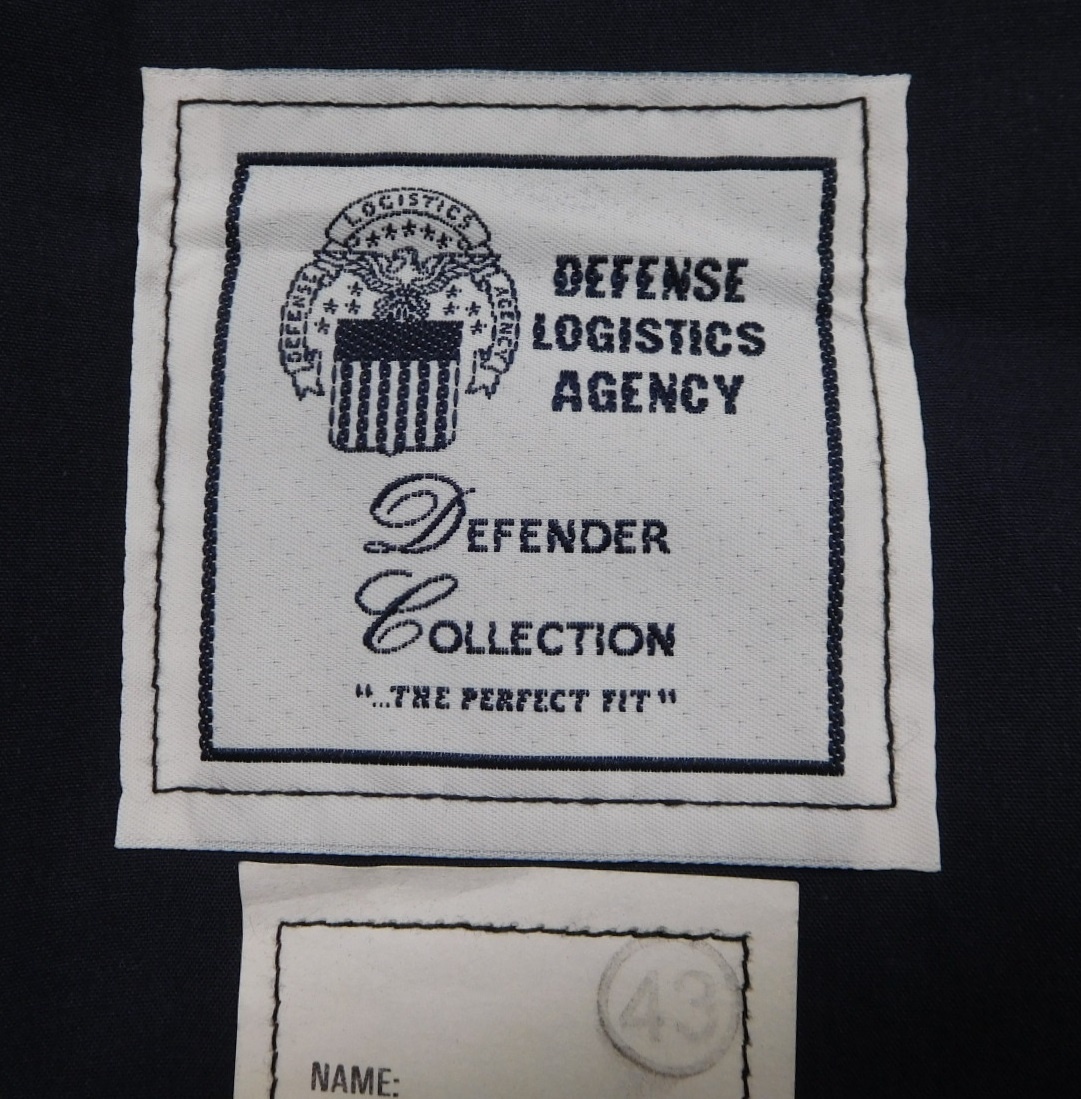 LOGISTICS
DEFENSE
AGENCY
DEFENSE
LOGISTICS
AGENCY
DEFENDER
COLLECTION
"...THE PERFECT FIT"
43
NAME: